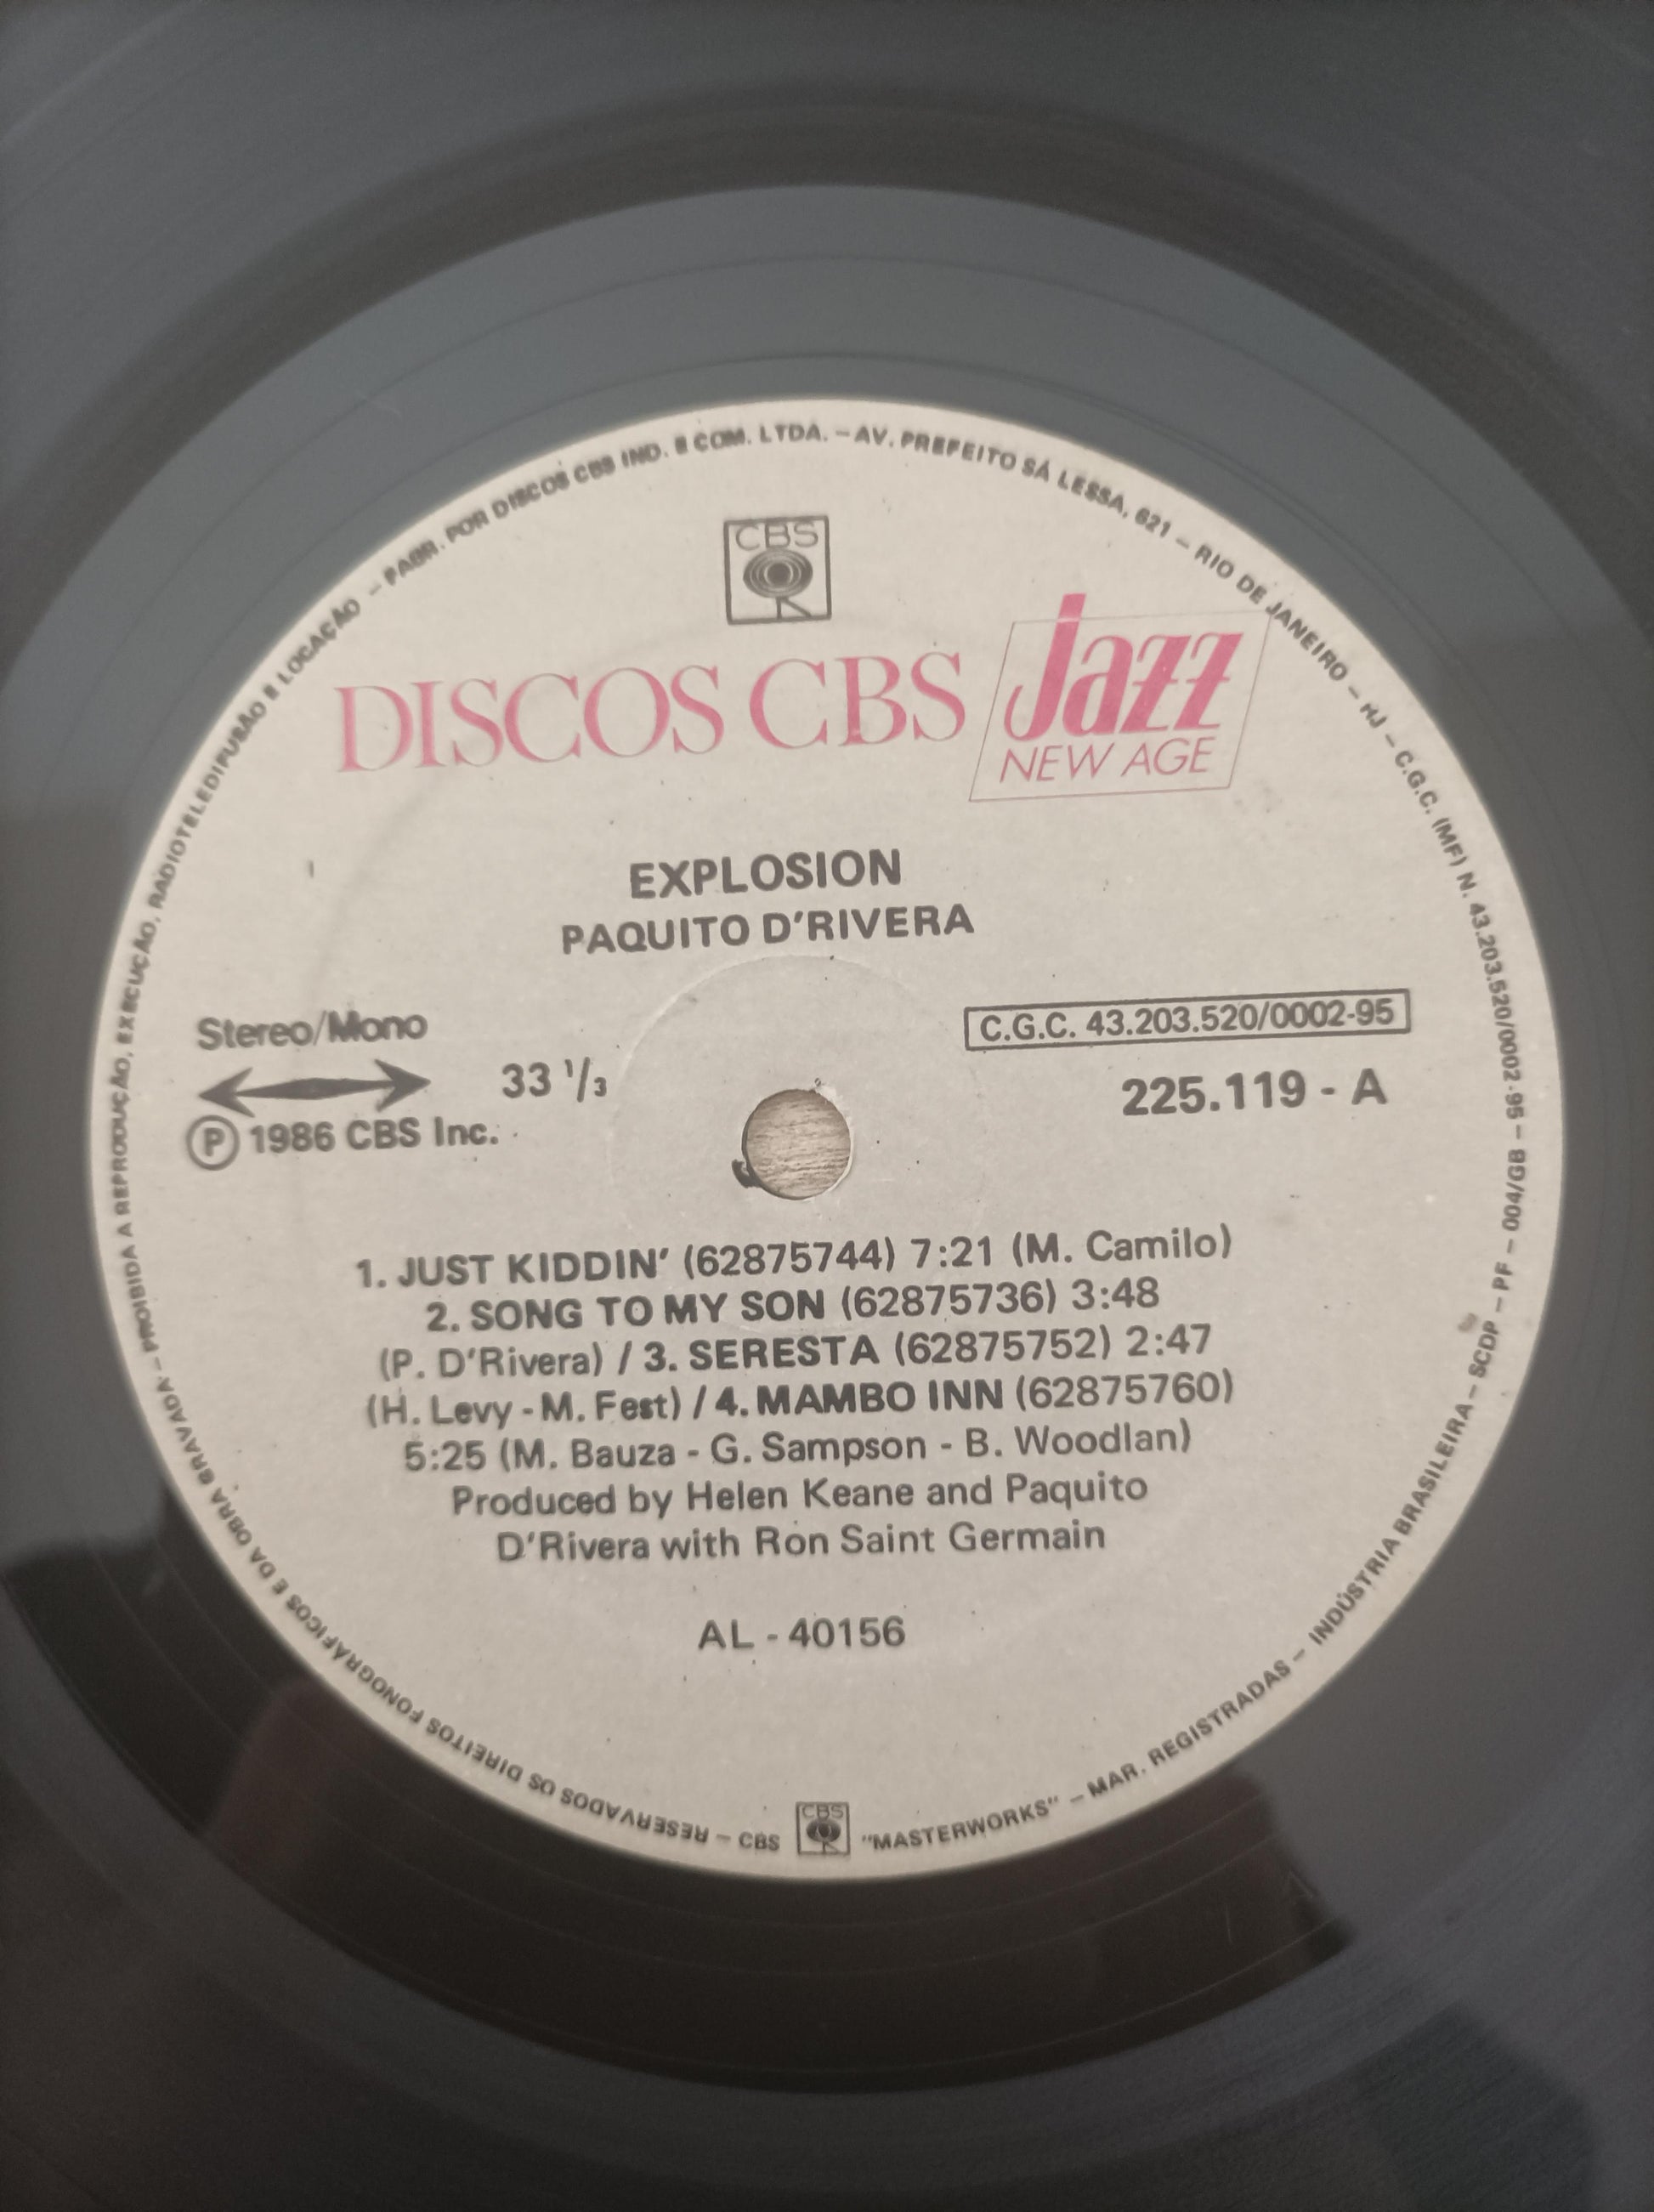 FABR. POR DISCOS CBS IND. E COM. LTDA. – AV. PREFEITO SÁ LESSA, 621 – RIO DE JANEIRO – RJ – C.G.C. (MF) N. 43.203.520/0002-95 – SCDP – PF – 004/GB – INDÚSTRIA BRASILEIRA – MAR. REGISTRADAS – "MASTERWORKS" CBS CBS – RESERVADOS OS DIREITOS FONOGRÁFICOS E DA OBRA GRAVADA – PROIBIDA A REPRODUÇÃO, EXECUÇÃO, RADIOTELEDIFUSÃO E LOCAÇÃO –
CBS
DISCOS CBS Jazz
NEW AGE
EXPLOSION
PAQUITO D'RIVERA
Stereo/Mono
C.G.C. 43.203.520/0002-95
33 1/3
225.119 - A
Ⓟ 1986 CBS Inc.
1. JUST KIDDIN' (62875744) 7:21 (M. Camilo)
2. SONG TO MY SON (62875736) 3:48
(P. D'Rivera) / 3. SERESTA (62875752) 2:47
(H. Levy - M. Fest) / 4. MAMBO INN (62875760)
5:25 (M. Bauza - G. Sampson - B. Woodlan)
Produced by Helen Keane and Paquito
D'Rivera with Ron Saint Germain
AL - 40156